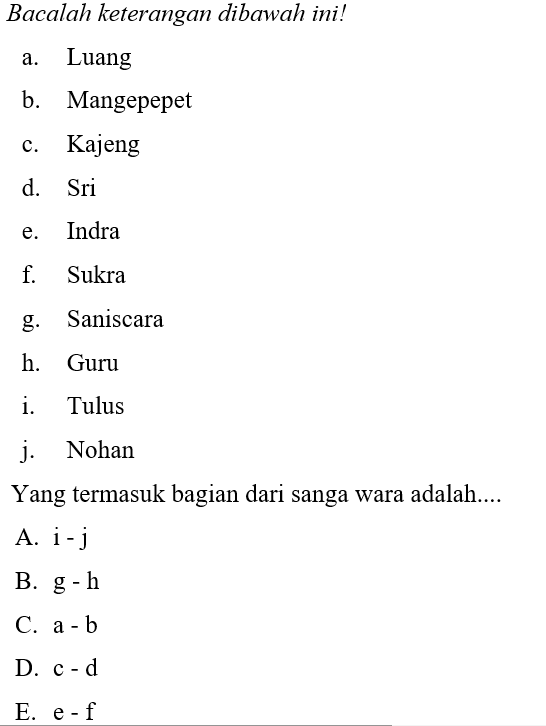 Bacalah keterangan dibawah ini!
a. Luang
b. Mangepepet
c. Kajeng
d. Sri
e. Indra
f. Sukra
g. Saniscara
h. Guru
i. Tulus
j. Nohan
Yang termasuk bagian dari sanga wara adalah....
A. i - j
B. g - h
C. a - b
D. c - d
E. e - f